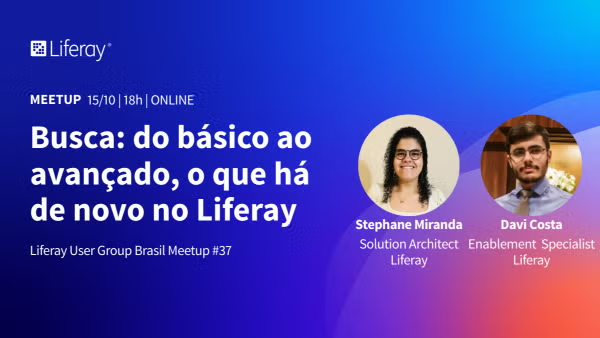 Liferay®
MEETUP 15/10 | 18h | ONLINE
Busca: do básico ao
avançado, o que há
de novo no Liferay
Liferay User Group Brasil Meetup #37
Stephane Miranda
Solution Architect
Liferay
Davi Costa
Enablement Specialist
Liferay